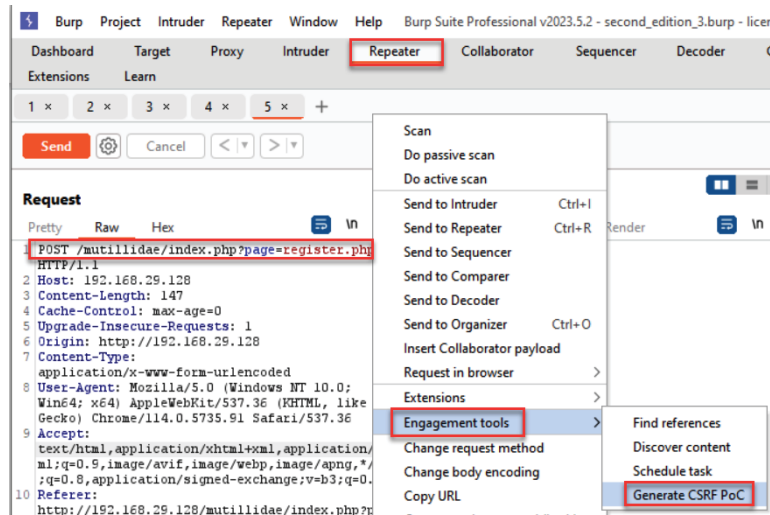 Burp Project Intruder Repeater Window Help Burp Suite Professional v2023.5.2 - second_edition_3.burp - licen
Dashboard Target Proxy Intruder Repeater Collaborator Sequencer Decoder
Extensions Learn
1 × 2 × 3 × 4 × 5 × +
Send Cancel < >
Request
Pretty Raw Hex \n Render \n
1 POST /mutillidae/index.php?page=register.php
HTTP/1.1
2 Host: 192.168.29.128
3 Content-Length: 147
4 Cache-Control: max-age=0
5 Upgrade-Insecure-Requests: 1
6 Origin: http://192.168.29.128
7 Content-Type:
application/x-www-form-urlencoded
8 User-Agent: Mozilla/5.0 (Windows NT 10.0;
Win64; x64) AppleWebKit/537.36 (KHTML, like
Gecko) Chrome/114.0.5735.91 Safari/537.36
9 Accept:
text/html,application/xhtml+xml,application/
ml;q=0.9,image/avif,image/webp,image/apng,*/
;q=0.8,application/signed-exchange;v=b3;q=0.
10 Referer:
http://192.168.29.128/mutillidae/index.php?p
Scan
Do passive scan
Do active scan
Send to Intruder Ctrl+I
Send to Repeater Ctrl+R
Send to Sequencer
Send to Comparer
Send to Decoder
Send to Organizer Ctrl+O
Insert Collaborator payload
Request in browser >
Extensions >
Engagement tools >
Change request method
Change body encoding
Copy URL
Find references
Discover content
Schedule task
Generate CSRF PoC